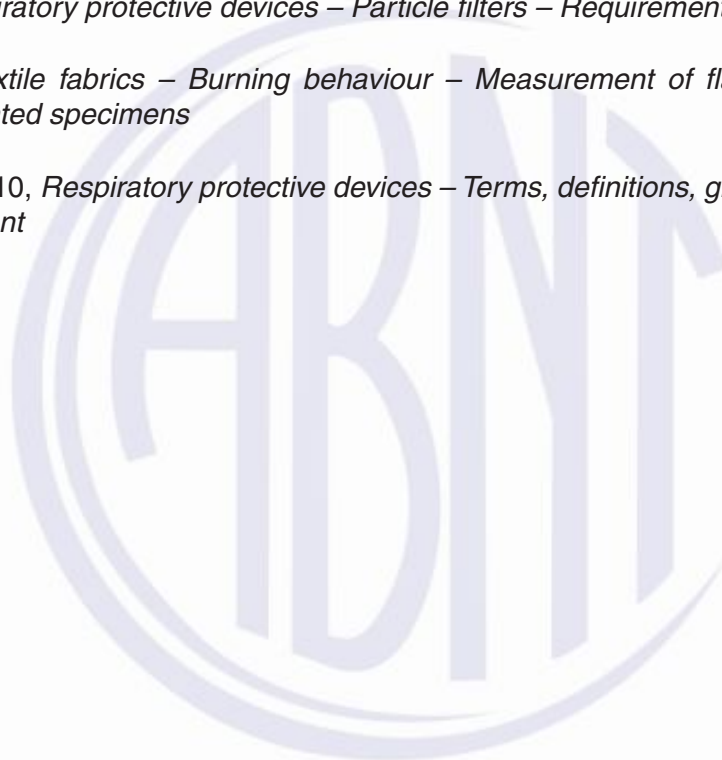 iratory protective devices – Particle filters – Requirement
xtile fabrics – Burning behaviour – Measurement of fl
ted specimens
10, Respiratory protective devices – Terms, definitions, g
nt
ABNT